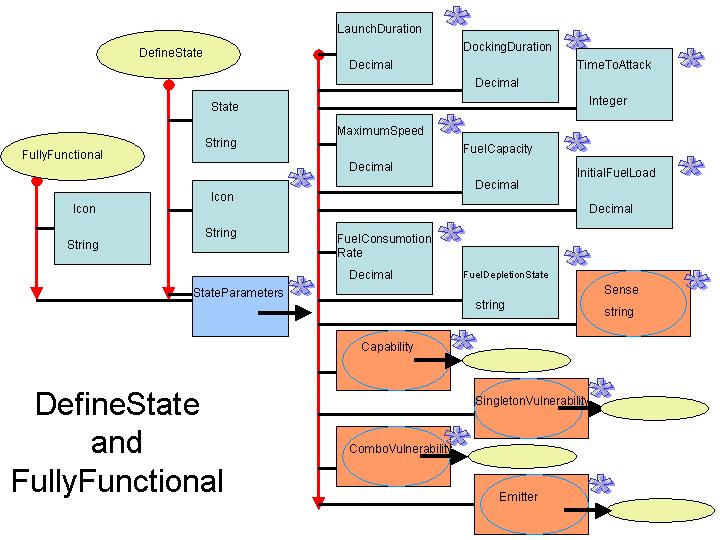 LaunchDuration
Decimal
DockingDuration
Decimal
TimeToAttack
Integer
DefineState
State
String
MaximumSpeed
Decimal
FuelCapacity
Decimal
InitialFuelLoad
Decimal
FullyFunctional
Icon
String
Icon
String
FuelConsumotion
Rate
Decimal
FuelDepletionState
string
Sense
string
StateParameters
Capability
SingletonVulnerability
ComboVulnerability
Emitter
DefineState
and
FullyFunctional